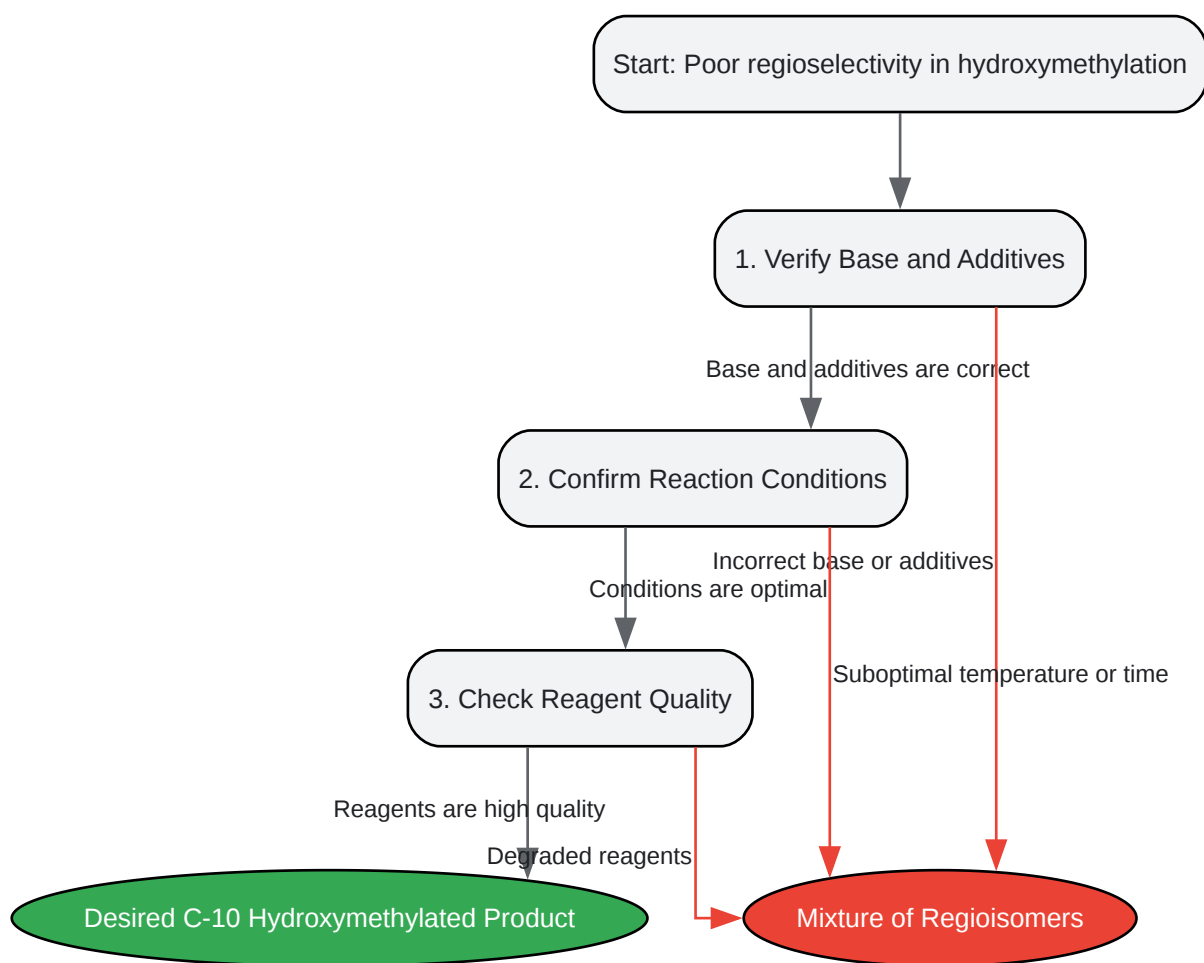 Start: Poor regioselectivity in hydroxymethylation
1. Verify Base and Additives
Base and additives are correct
2. Confirm Reaction Conditions
Incorrect base or additives
Conditions are optimal
Suboptimal temperature or time
3. Check Reagent Quality
Reagents are high quality
Degraded reagents
Desired C-10 Hydroxymethylated Product
Mixture of Regioisomers